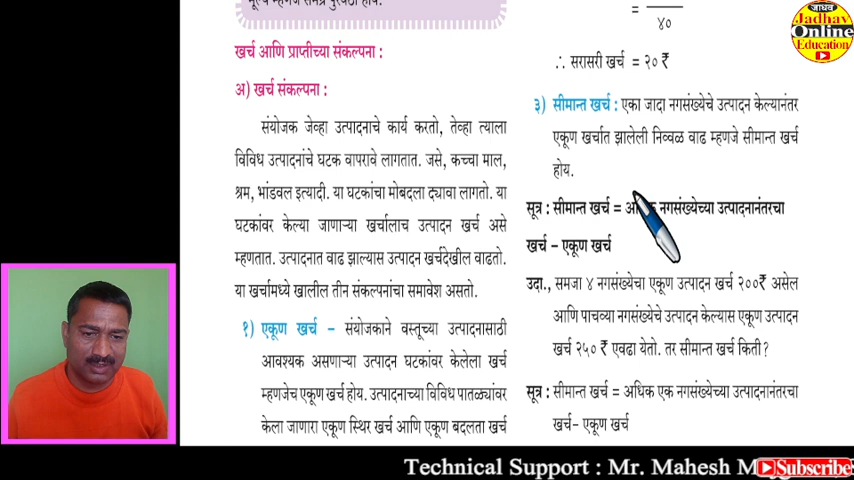 मूल्य म्हणजे समग्र पुरवठा होय.
खर्च आणि प्राप्तीच्या संकल्पना :
अ) खर्च संकल्पना :
संयोजक जेव्हा उत्पादनाचे कार्य करतो, तेव्हा त्याला
विविध उत्पादनांचे घटक वापरावे लागतात. जसे, कच्चा माल,
श्रम, भांडवल इत्यादी. या घटकांचा मोबदला द्यावा लागतो. या
घटकांवर केल्या जाणाऱ्या खर्चालाच उत्पादन खर्च असे
म्हणतात. उत्पादनात वाढ झाल्यास उत्पादन खर्चदेखील वाढतो.
या खर्चामध्ये खालील तीन संकल्पनांचा समावेश असतो.
१) एकूण खर्च – संयोजकाने वस्तूच्या उत्पादनासाठी
आवश्यक असणाऱ्या उत्पादन घटकांवर केलेला खर्च
म्हणजेच एकूण खर्च होय. उत्पादनाच्या विविध पातळ्यांवर
केला जाणारा एकूण स्थिर खर्च आणि एकूण बदलता खर्च
=
४०
∴ सरासरी खर्च = २० ₹
३) सीमान्त खर्च : एका जादा नगसंख्येचे उत्पादन केल्यानंतर
एकूण खर्चात झालेली निव्वळ वाढ म्हणजे सीमान्त खर्च
होय.
सूत्र : सीमान्त खर्च = नगसंख्येच्या उत्पादनानंतरचा
खर्च – एकूण खर्च
उदा., समजा ४ नगसंख्येचा एकूण उत्पादन खर्च २००₹ असेल
आणि पाचव्या नगसंख्येचे उत्पादन केल्यास एकूण उत्पादन
खर्च २५० ₹ एवढा येतो. तर सीमान्त खर्च किती ?
सूत्र : सीमान्त खर्च = अधिक एक नगसंख्येच्या उत्पादनानंतरचा
खर्च– एकूण खर्च
जाधव
Jadhav
Online
Education
Technical Support : Mr. Mahesh
Subscribe